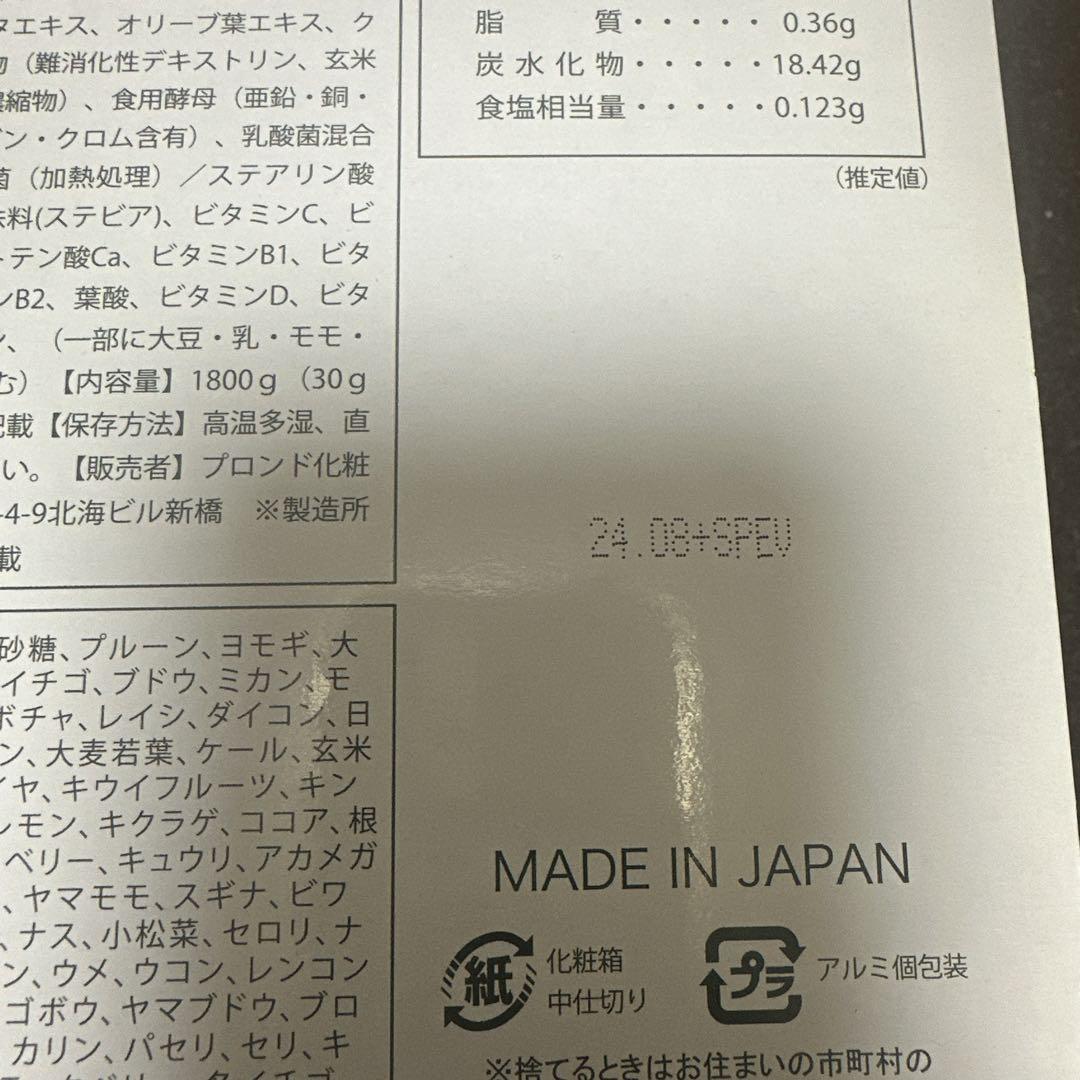 タエキス、オリーブ葉エキス、ク
物（難消化性デキストリン、玄米
濃縮物）、食用酵母（亜鉛・銅・
ン・クロム含有）、乳酸菌混合
菌（加熱処理）／ステアリン酸
味料(ステビア)、ビタミンC、ビ
トテン酸Ca、ビタミンB1、ビタ
ンB2、葉酸、ビタミンD、ビタ
ン、（一部に大豆・乳・モモ・
む）【内容量】1800ｇ（30ｇ
記載【保存方法】高温多湿、直
い。【販売者】プロンド化粧
-4-9北海ビル新橋　※製造所
載
脂質・・・・・0.36g
炭水化物・・・・・18.42g
食塩相当量・・・・・0.123g
（推定値）
24.08+SPEV
砂糖、プルーン、ヨモギ、大
イチゴ、ブドウ、ミカン、モ
ボチャ、レイシ、ダイコン、日
ン、大麦若葉、ケール、玄米
イヤ、キウイフルーツ、キン
レモン、キクラゲ、ココア、根
ベリー、キュウリ、アカメガ
、ヤマモモ、スギナ、ビワ
、ナス、小松菜、セロリ、ナ
ン、ウメ、ウコン、レンコン
ゴボウ、ヤマブドウ、ブロ
カリン、パセリ、セリ、キ
MADE IN JAPAN
紙
化粧箱
中仕切り
プラ
アルミ個包装
※捨てるときはお住まいの市町村の